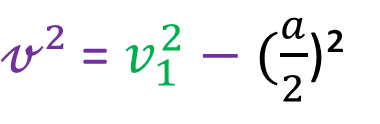 𝓋² = v₁² − (a/2)²